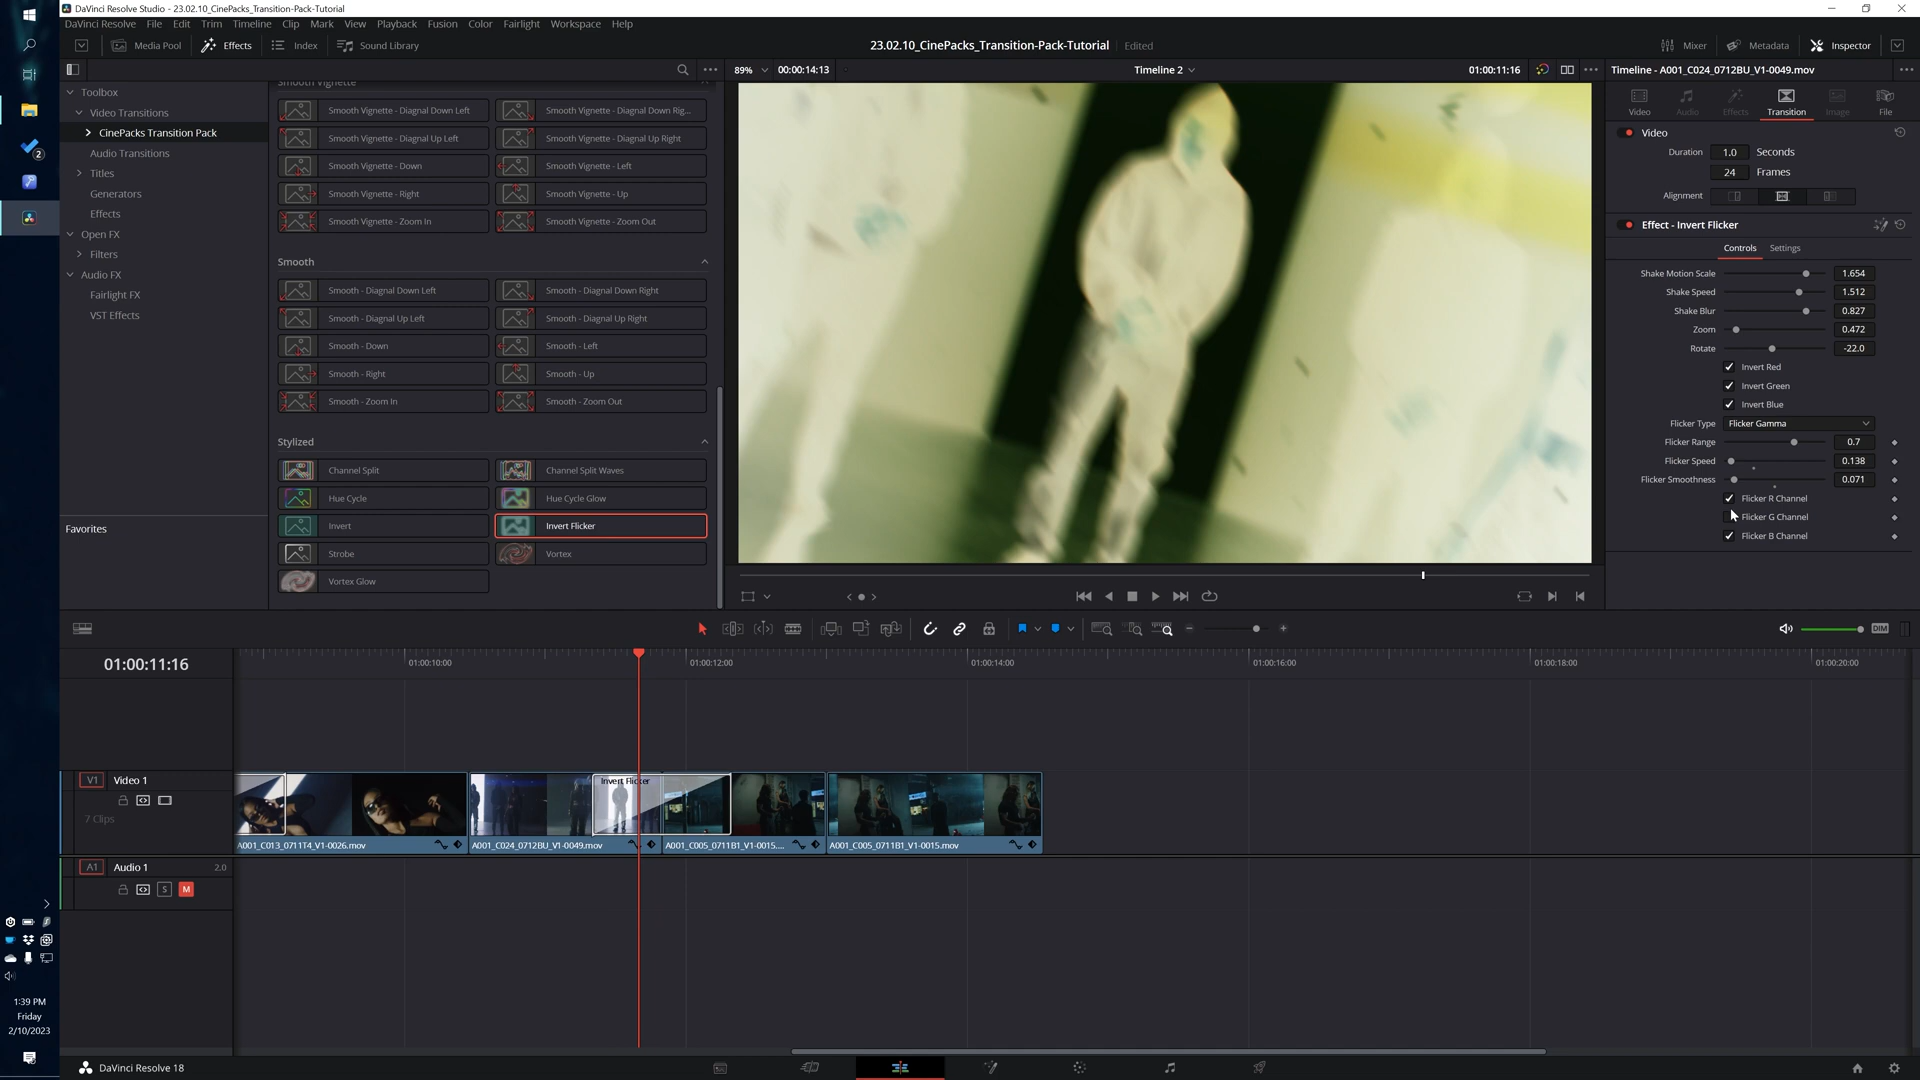 DaVinci Resolve Studio - 23.02.10_CinePacks_Transition-Pack-Tutorial
DaVinci Resolve File Edit Trim Timeline Clip Mark View Playback Fusion Color Fairlight Workspace Help
Media Pool Effects Index Sound Library
23.02.10_CinePacks_Transition-Pack-Tutorial Edited
Mixer Metadata Inspector
89% 00:00:14:13 Timeline 2 01:00:11:16
Timeline - A001_C024_0712BU_V1-0049.mov
Toolbox
Video Transitions
CinePacks Transition Pack
Audio Transitions
Titles
Generators
Effects
Open FX
Filters
Audio FX
Fairlight FX
VST Effects
Favorites
Smooth Vignette
Smooth Vignette - Diagnal Down Left
Smooth Vignette - Diagnal Down Rig...
Smooth Vignette - Diagnal Up Left
Smooth Vignette - Diagnal Up Right
Smooth Vignette - Down
Smooth Vignette - Left
Smooth Vignette - Right
Smooth Vignette - Up
Smooth Vignette - Zoom In
Smooth Vignette - Zoom Out
Smooth
Smooth - Diagnal Down Left
Smooth - Diagnal Down Right
Smooth - Diagnal Up Left
Smooth - Diagnal Up Right
Smooth - Down
Smooth - Left
Smooth - Right
Smooth - Up
Smooth - Zoom In
Smooth - Zoom Out
Stylized
Channel Split
Channel Split Waves
Hue Cycle
Hue Cycle Glow
Invert
Invert Flicker
Strobe
Vortex
Vortex Glow
Video Audio Effects Transition Image File
Video
Duration 1.0 Seconds
24 Frames
Alignment
Effect - Invert Flicker
Controls Settings
Shake Motion Scale 1.654
Shake Speed 1.512
Shake Blur 0.827
Zoom 0.472
Rotate -22.0
Invert Red
Invert Green
Invert Blue
Flicker Type Flicker Gamma
Flicker Range 0.7
Flicker Speed 0.138
Flicker Smoothness 0.071
Flicker R Channel
Flicker G Channel
Flicker B Channel
DIM
01:00:11:16
01:00:10:00 01:00:12:00 01:00:14:00 01:00:16:00 01:00:18:00 01:00:20:00
V1 Video 1
7 Clips
Invert Flicker
A001_C013_0711T4_V1-0026.mov
A001_C024_0712BU_V1-0049.mov
A001_C005_0711B1_V1-0015....
A001_C005_0711B1_V1-0015.mov
A1 Audio 1 2.0
S M
2
1:39 PM
Friday
2/10/2023
DaVinci Resolve 18